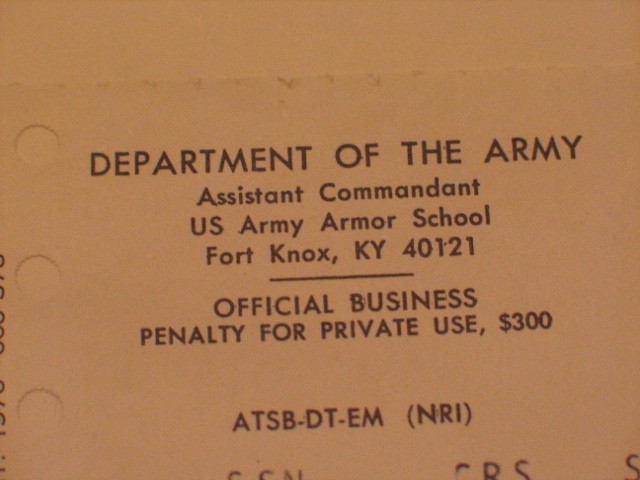 DEPARTMENT OF THE ARMY
Assistant Commandant
US Army Armor School
Fort Knox, KY 40121
OFFICIAL BUSINESS
PENALTY FOR PRIVATE USE, $300
ATSB-DT-EM (NRI)